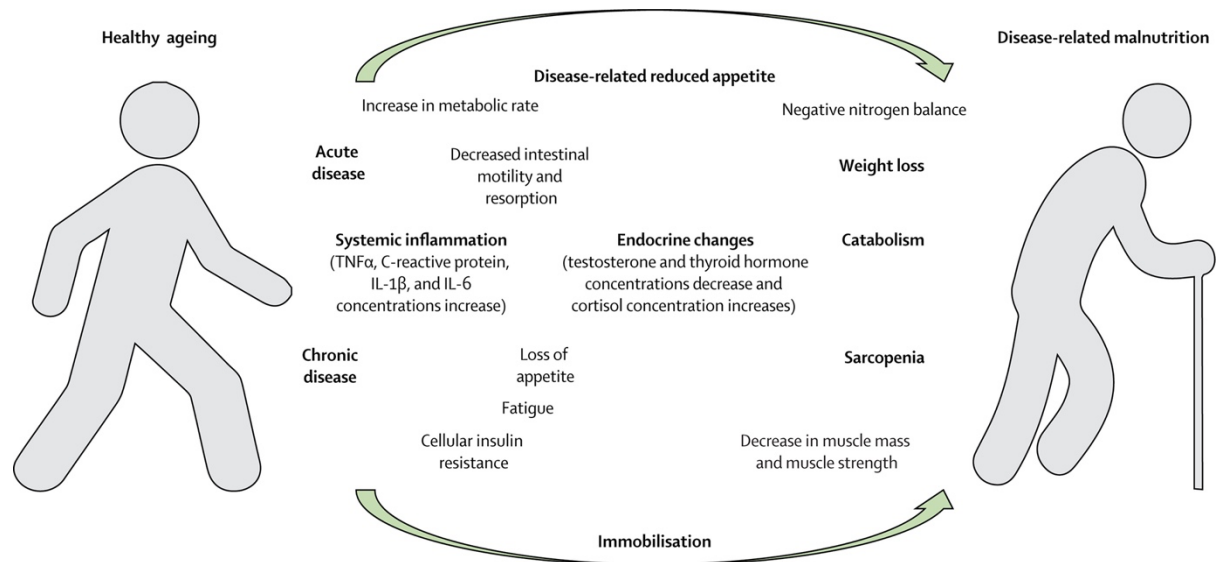 Healthy ageing
Disease-related malnutrition
Disease-related reduced appetite
Increase in metabolic rate
Negative nitrogen balance
Acute
disease
Decreased intestinal
motility and
resorption
Weight loss
Systemic inflammation
(TNFα, C-reactive protein,
IL-1β, and IL-6
concentrations increase)
Endocrine changes
(testosterone and thyroid hormone
concentrations decrease and
cortisol concentration increases)
Catabolism
Chronic
disease
Loss of
appetite
Sarcopenia
Fatigue
Cellular insulin
resistance
Decrease in muscle mass
and muscle strength
Immobilisation